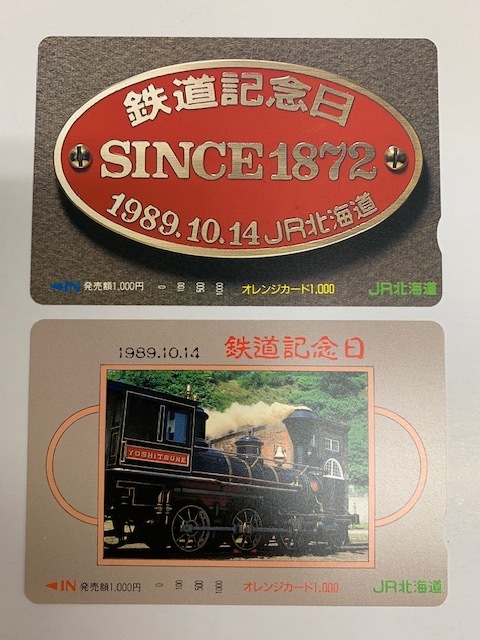 鉄道記念日
SINCE 1872
1989.10.14 JR北海道
◀IN 発売額1,000円 0 100 500 1000 オレンジカード1,000 JR北海道
1989.10.14 鉄道記念日
YOSHITSUNE
◀IN 発売額1,000円 0 100 500 1000 オレンジカード1,000 JR北海道